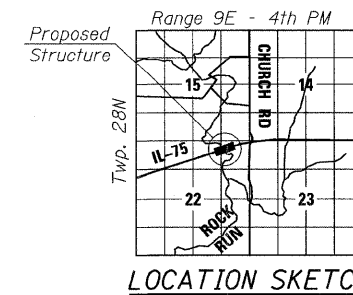 Range 9E - 4th PM
Proposed
Structure
Twp. 28N
15
14
CHURCH RD
IL-75
22
23
ROCK
RUN
LOCATION SKETC